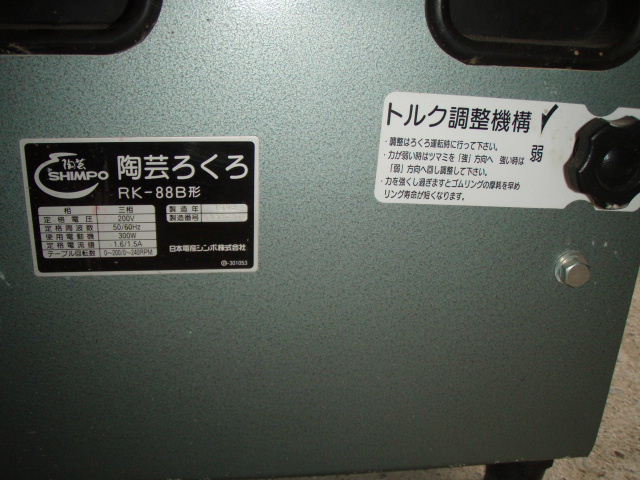 陶芸
SHIMPO
陶芸ろくろ
RK-88B形
相 三相
定格電圧 200V
定格周波数 50/60Hz
使用電動機 300W
定格電流値 1.6/1.5A
テーブル回転数 0~200/0~240RPM
製造年
製造番号
日本電産シンポ株式会社
-301053
トルク調整機構
・調整はろくろ運転時に行って下さい。
・力が弱い時はツマミを「強」方向へ 強い時は
「弱」方向へ回し調整して下さい。
・力を強くし過ぎますとゴムリングの摩耗を早め
リング寿命が短くなります。
弱